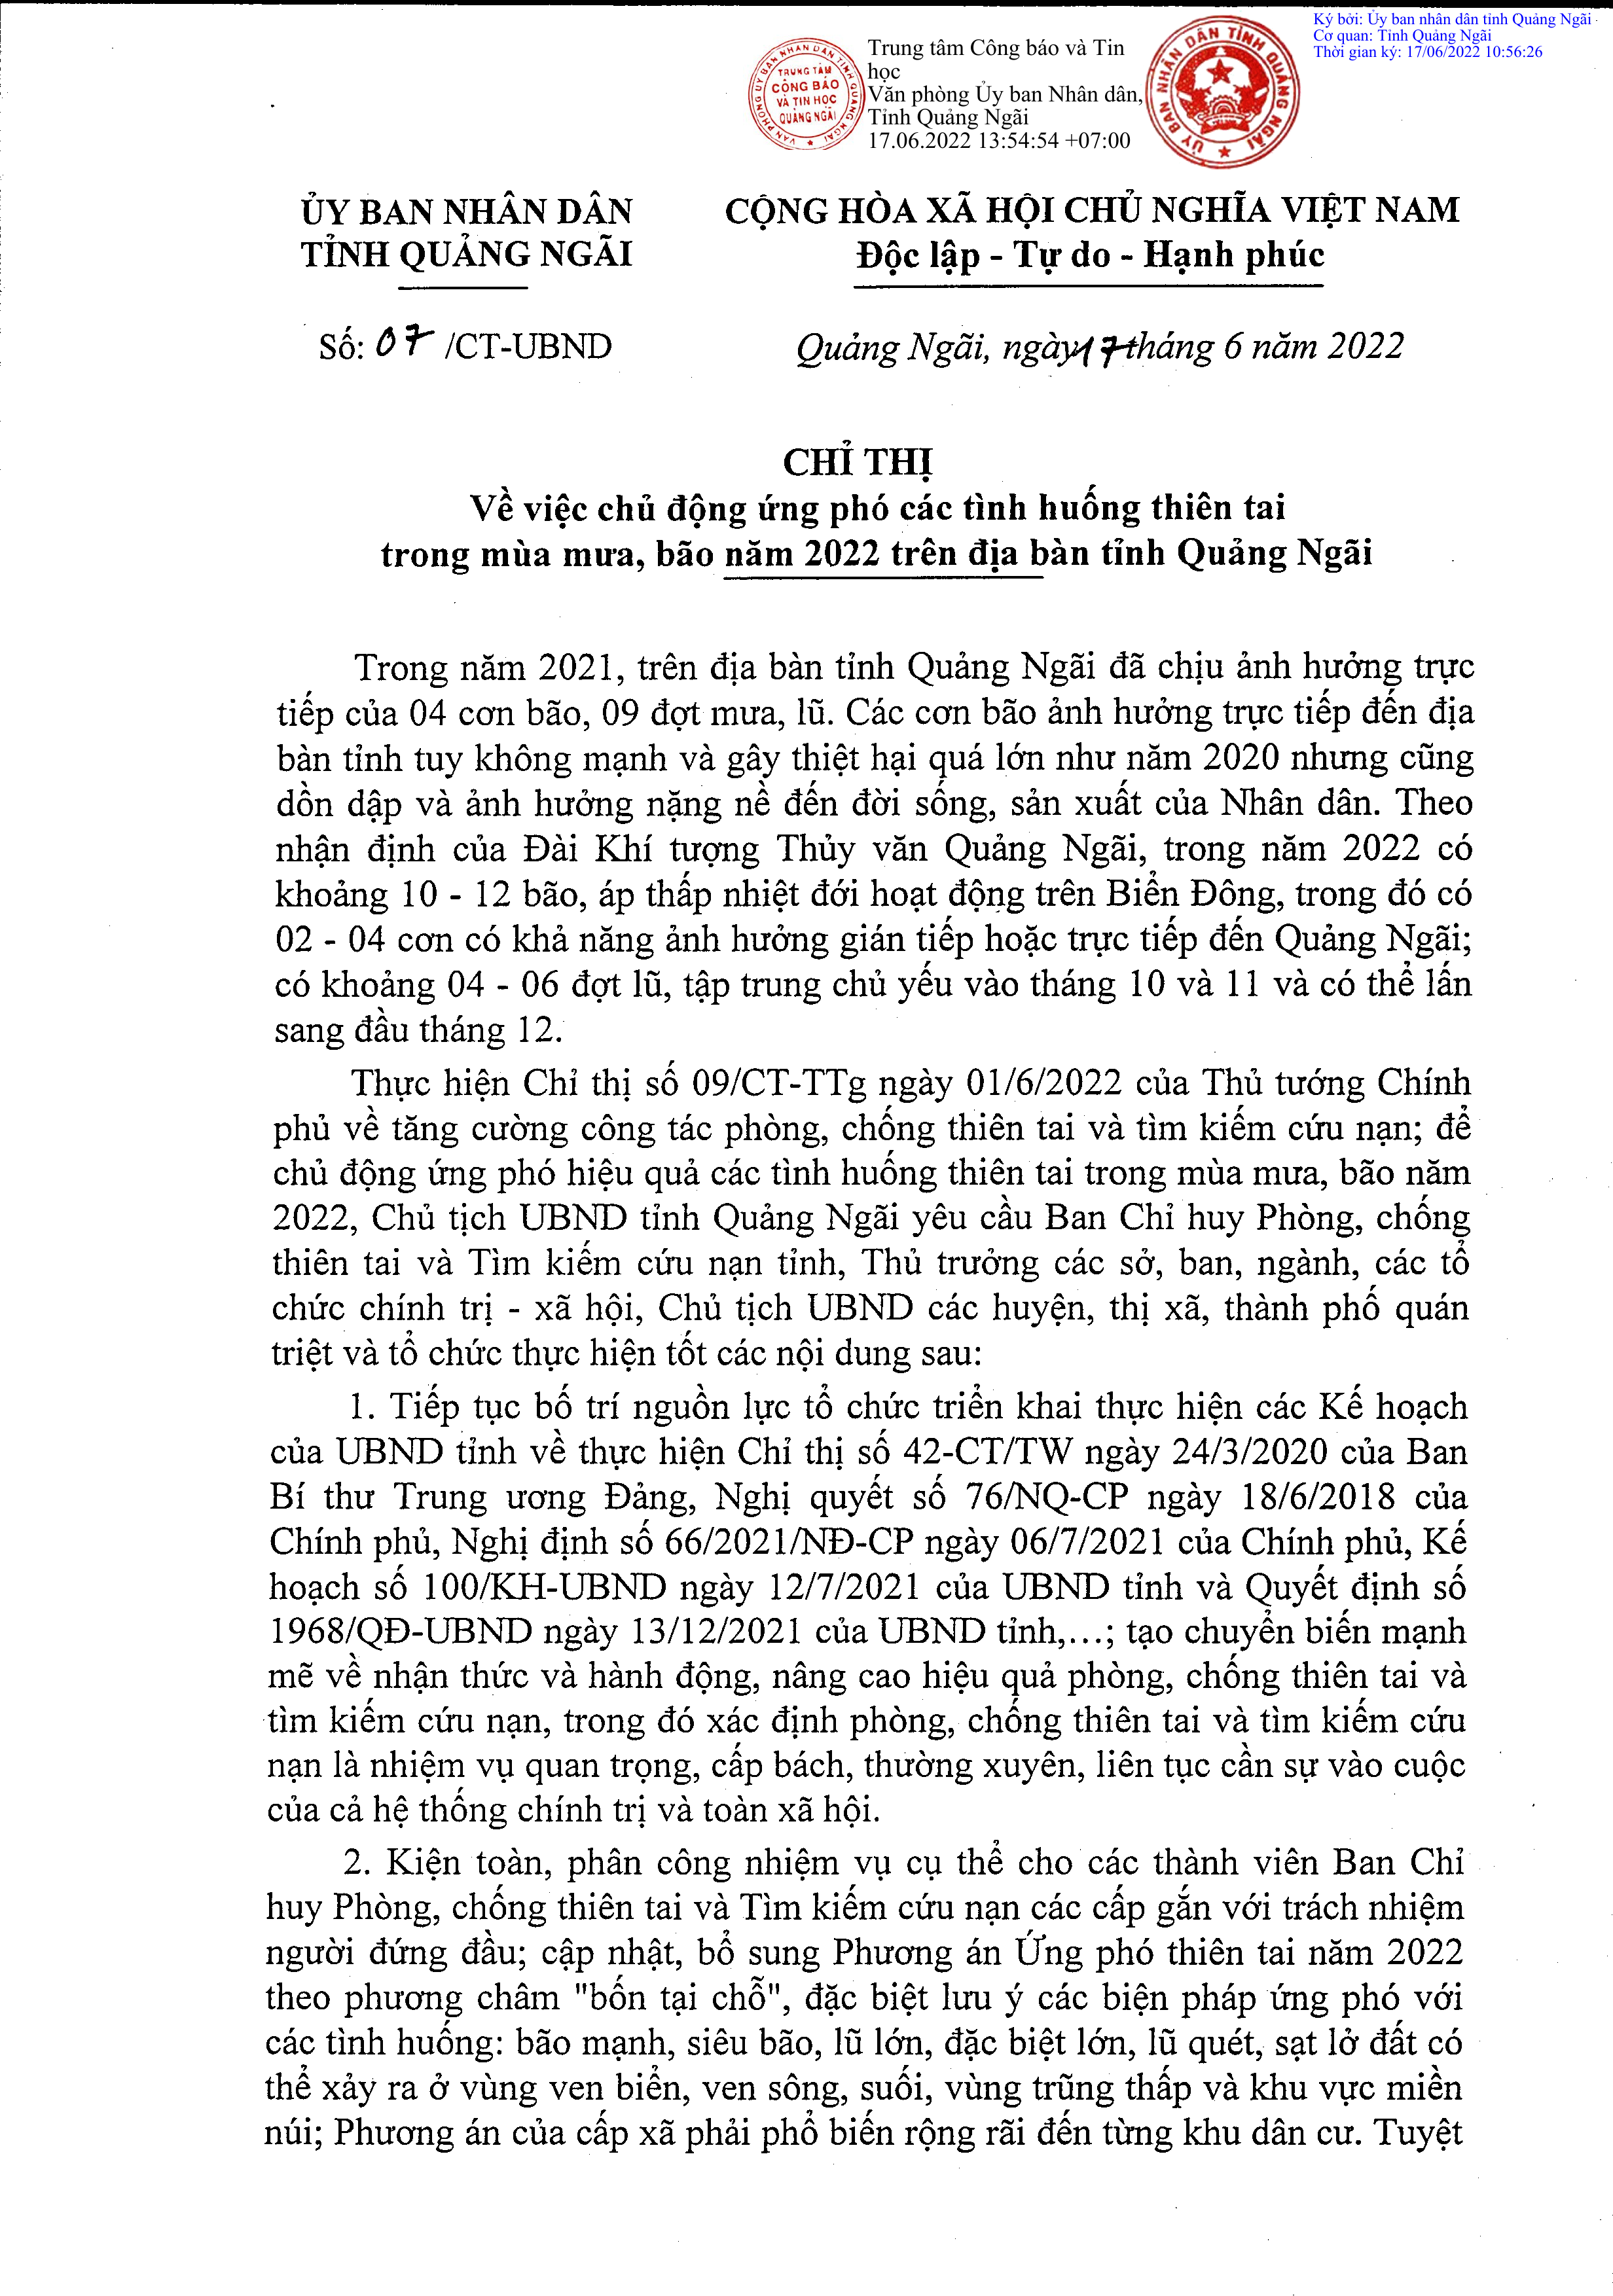 Ký bởi: Ủy ban nhân dân tỉnh Quảng Ngãi
Cơ quan: Tỉnh Quảng Ngãi
Thời gian ký: 17/06/2022 10:56:26
Trung tâm Công báo và Tin
học
Văn phòng Ủy ban Nhân dân,
Tỉnh Quảng Ngãi
17.06.2022 13:54:54 +07:00
VĂN PHÒNG ỦY BAN NHÂN DÂN TỈNH QUẢNG NGÃI
TRUNG TÂM
CÔNG BÁO
VÀ TIN HỌC
QUẢNG NGÃI
ỦY BAN NHÂN DÂN TỈNH QUẢNG NGÃI
ỦY BAN NHÂN DÂN
TỈNH QUẢNG NGÃI
CỘNG HÒA XÃ HỘI CHỦ NGHĨA VIỆT NAM
Độc lập - Tự do - Hạnh phúc
Số: 07 /CT-UBND
Quảng Ngãi, ngày 17 tháng 6 năm 2022
CHỈ THỊ
Về việc chủ động ứng phó các tình huống thiên tai
trong mùa mưa, bão năm 2022 trên địa bàn tỉnh Quảng Ngãi
Trong năm 2021, trên địa bàn tỉnh Quảng Ngãi đã chịu ảnh hưởng trực
tiếp của 04 cơn bão, 09 đợt mưa, lũ. Các cơn bão ảnh hưởng trực tiếp đến địa
bàn tỉnh tuy không mạnh và gây thiệt hại quá lớn như năm 2020 nhưng cũng
dồn dập và ảnh hưởng nặng nề đến đời sống, sản xuất của Nhân dân. Theo
nhận định của Đài Khí tượng Thủy văn Quảng Ngãi, trong năm 2022 có
khoảng 10 - 12 bão, áp thấp nhiệt đới hoạt động trên Biển Đông, trong đó có
02 - 04 cơn có khả năng ảnh hưởng gián tiếp hoặc trực tiếp đến Quảng Ngãi;
có khoảng 04 - 06 đợt lũ, tập trung chủ yếu vào tháng 10 và 11 và có thể lấn
sang đầu tháng 12.
Thực hiện Chỉ thị số 09/CT-TTg ngày 01/6/2022 của Thủ tướng Chính
phủ về tăng cường công tác phòng, chống thiên tai và tìm kiếm cứu nạn; để
chủ động ứng phó hiệu quả các tình huống thiên tai trong mùa mưa, bão năm
2022, Chủ tịch UBND tỉnh Quảng Ngãi yêu cầu Ban Chỉ huy Phòng, chống
thiên tai và Tìm kiếm cứu nạn tỉnh, Thủ trưởng các sở, ban, ngành, các tổ
chức chính trị - xã hội, Chủ tịch UBND các huyện, thị xã, thành phố quán
triệt và tổ chức thực hiện tốt các nội dung sau:
1. Tiếp tục bố trí nguồn lực tổ chức triển khai thực hiện các Kế hoạch
của UBND tỉnh về thực hiện Chỉ thị số 42-CT/TW ngày 24/3/2020 của Ban
Bí thư Trung ương Đảng, Nghị quyết số 76/NQ-CP ngày 18/6/2018 của
Chính phủ, Nghị định số 66/2021/NĐ-CP ngày 06/7/2021 của Chính phủ, Kế
hoạch số 100/KH-UBND ngày 12/7/2021 của UBND tỉnh và Quyết định số
1968/QĐ-UBND ngày 13/12/2021 của UBND tỉnh,...; tạo chuyển biến mạnh
mẽ về nhận thức và hành động, nâng cao hiệu quả phòng, chống thiên tai và
tìm kiếm cứu nạn, trong đó xác định phòng, chống thiên tai và tìm kiếm cứu
nạn là nhiệm vụ quan trọng, cấp bách, thường xuyên, liên tục cần sự vào cuộc
của cả hệ thống chính trị và toàn xã hội.
2. Kiện toàn, phân công nhiệm vụ cụ thể cho các thành viên Ban Chỉ
huy Phòng, chống thiên tai và Tìm kiếm cứu nạn các cấp gắn với trách nhiệm
người đứng đầu; cập nhật, bổ sung Phương án Ứng phó thiên tai năm 2022
theo phương châm "bốn tại chỗ", đặc biệt lưu ý các biện pháp ứng phó với
các tình huống: bão mạnh, siêu bão, lũ lớn, đặc biệt lớn, lũ quét, sạt lở đất có
thể xảy ra ở vùng ven biển, ven sông, suối, vùng trũng thấp và khu vực miền
núi; Phương án của cấp xã phải phổ biến rộng rãi đến từng khu dân cư. Tuyệt